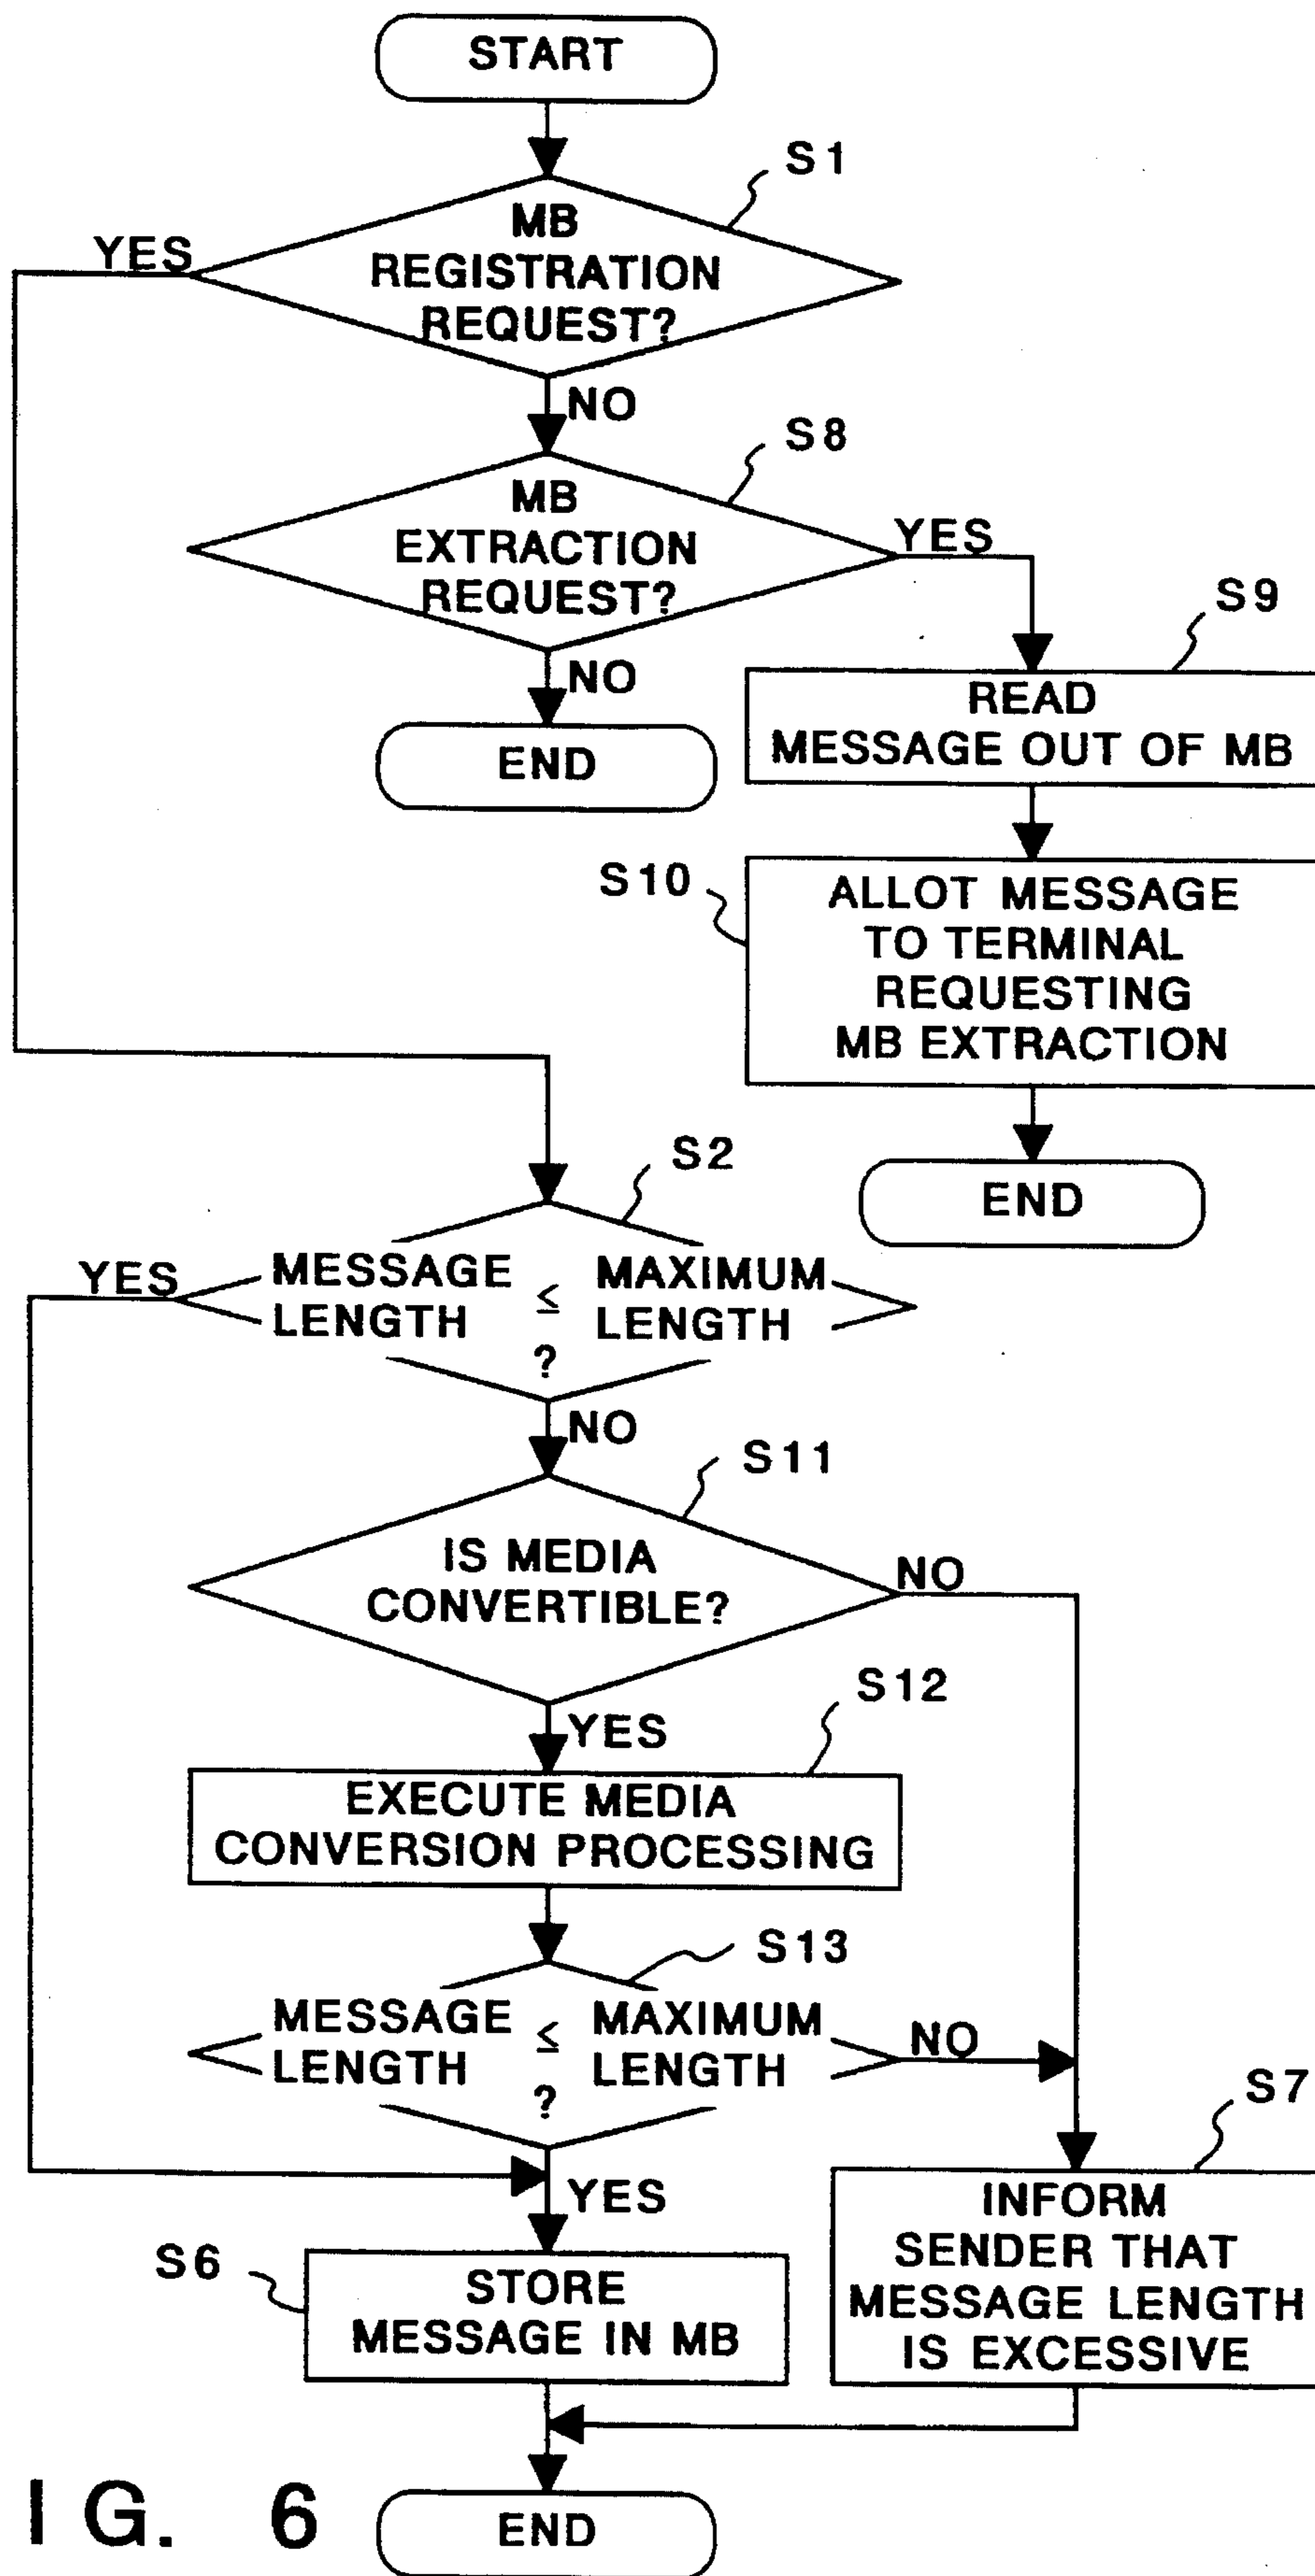 START
S1
MB
REGISTRATION
REQUEST?
YES
NO
S8
MB
EXTRACTION
REQUEST?
YES
NO
END
S9
READ
MESSAGE OUT OF MB
S10
ALLOT MESSAGE
TO TERMINAL
REQUESTING
MB EXTRACTION
END
S2
MESSAGE LENGTH ≤ MAXIMUM LENGTH
?
YES
NO
S11
IS MEDIA
CONVERTIBLE?
NO
YES
S12
EXECUTE MEDIA
CONVERSION PROCESSING
S13
MESSAGE LENGTH ≤ MAXIMUM LENGTH
?
NO
YES
S7
INFORM
SENDER THAT
MESSAGE LENGTH
IS EXCESSIVE
S6
STORE
MESSAGE IN MB
END
IG. 6